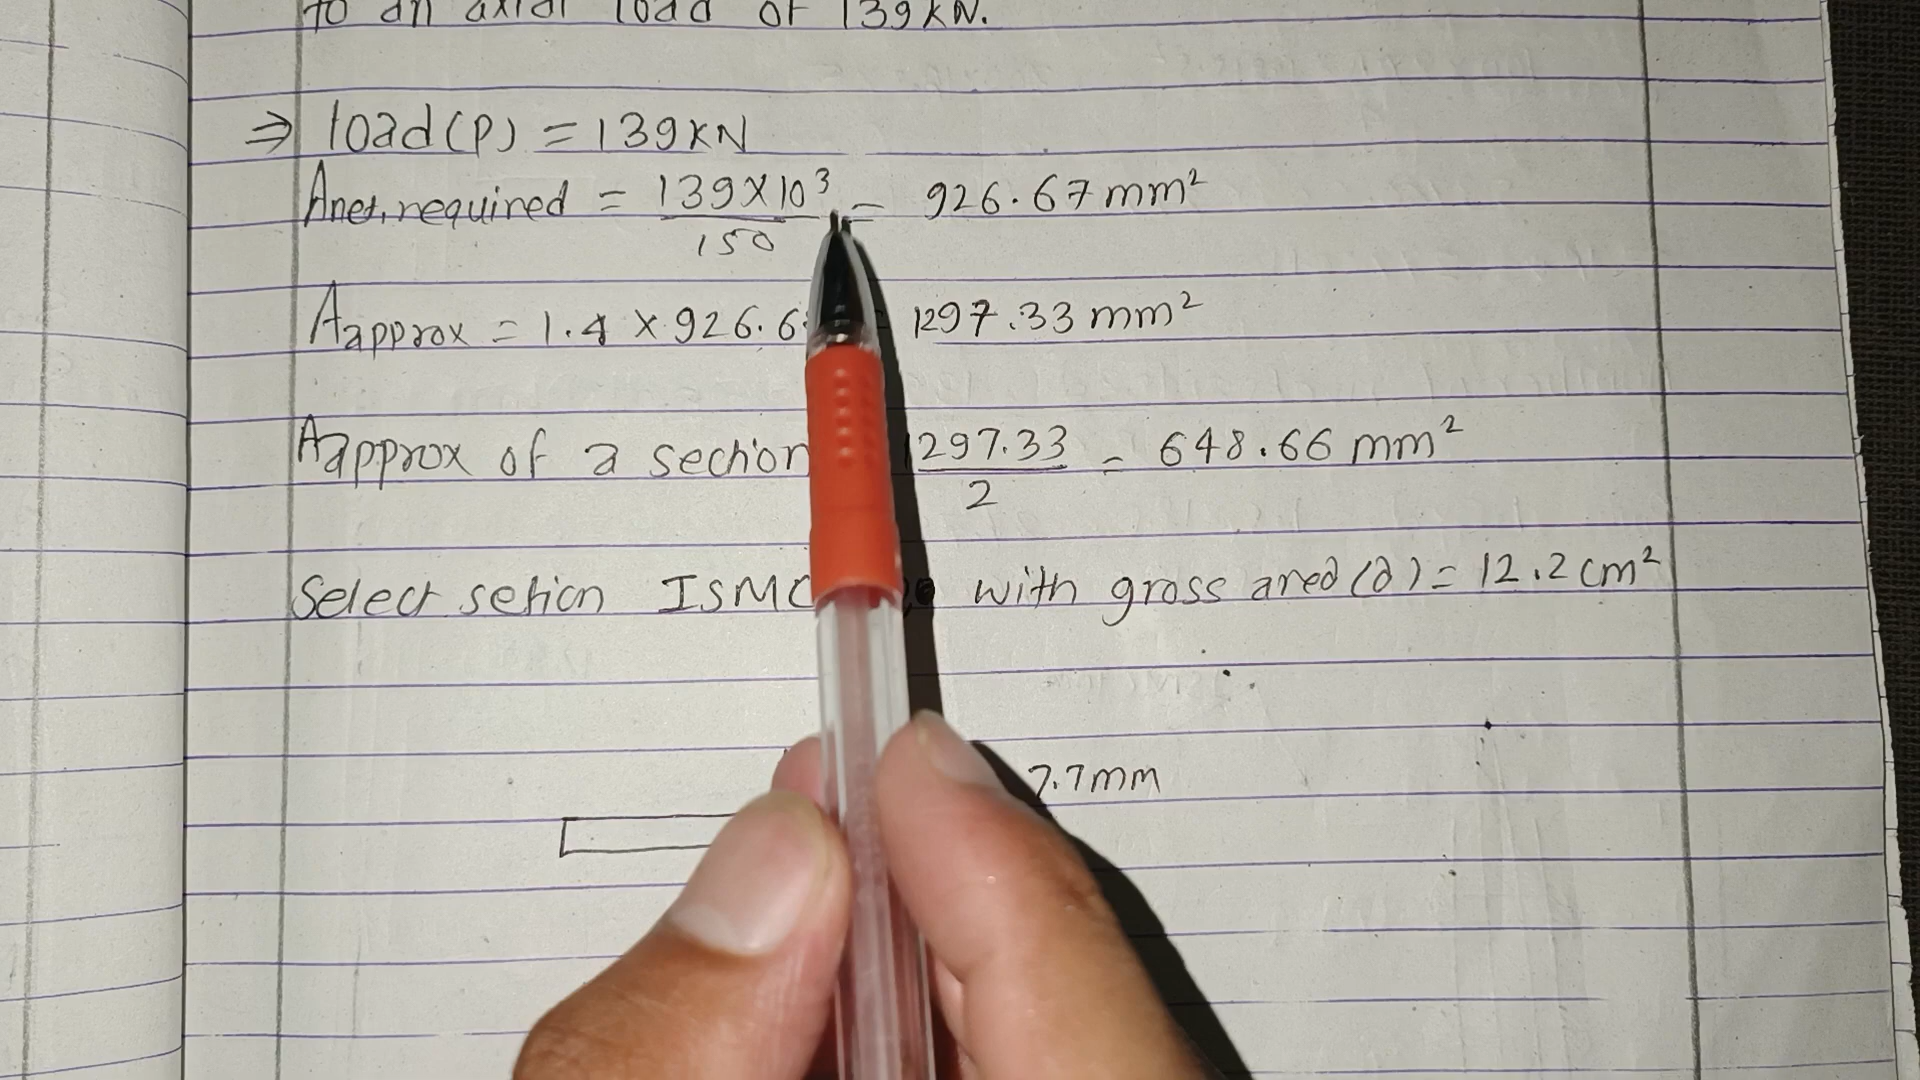 to an axial load of 139kN.
⇒ load(P) = 139kN
Anet, required = 139×10³ / 150 = 926.67 mm²
Aapprox = 1.4 × 926.6 1297.33 mm²
Aapprox of a section 1297.33 / 2 = 648.66 mm²
Select setion ISMC with gross area (a) = 12.2 cm²
7.7mm